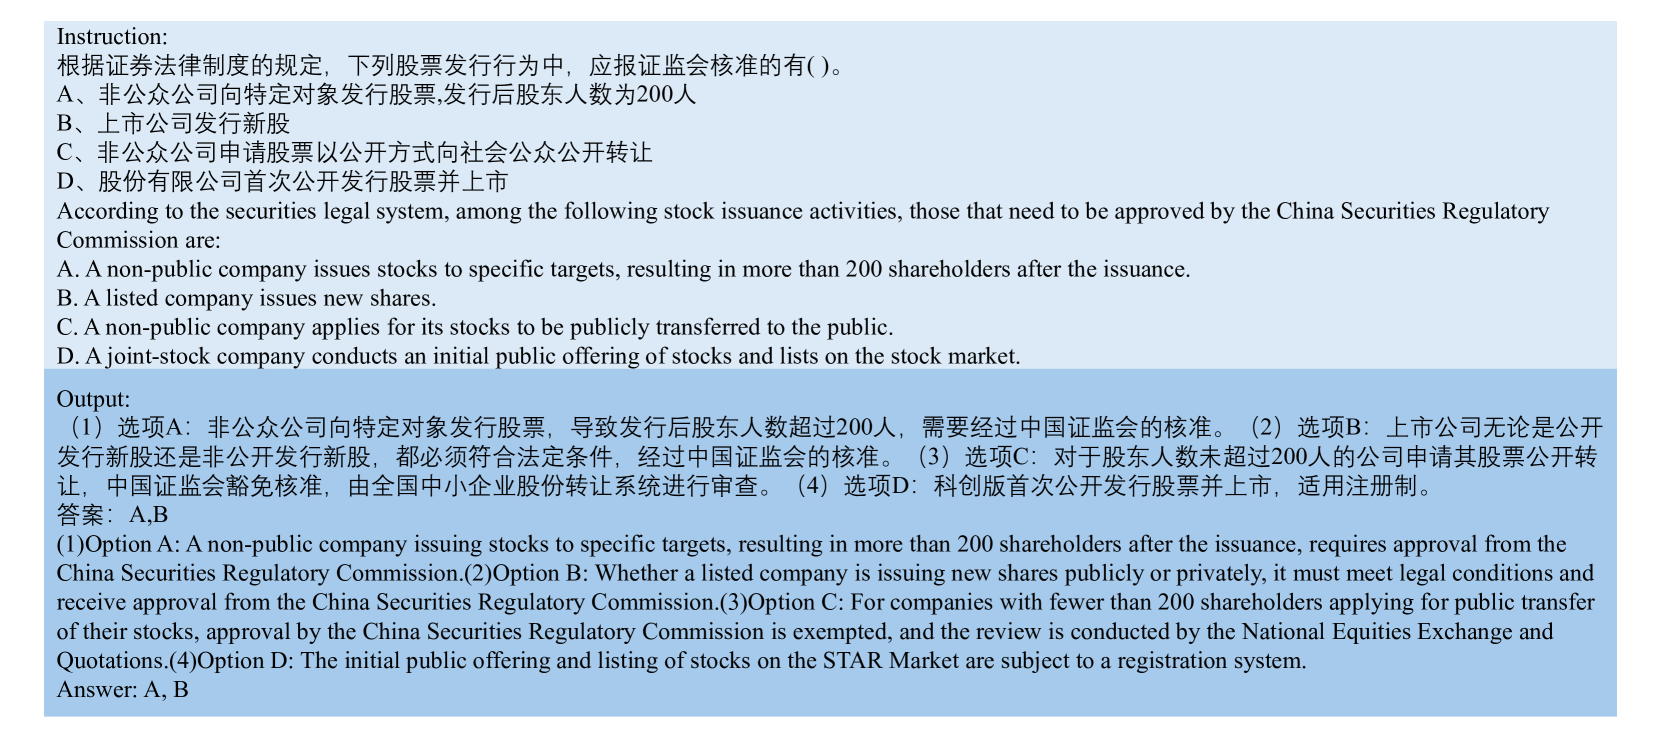 Instruction:
根据证券法律制度的规定，下列股票发行行为中，应报证监会核准的有( )。
A、非公众公司向特定对象发行股票,发行后股东人数为200人
B、上市公司发行新股
C、非公众公司申请股票以公开方式向社会公众公开转让
D、股份有限公司首次公开发行股票并上市
According to the securities legal system, among the following stock issuance activities, those that need to be approved by the China Securities Regulatory
Commission are:
A. A non-public company issues stocks to specific targets, resulting in more than 200 shareholders after the issuance.
B. A listed company issues new shares.
C. A non-public company applies for its stocks to be publicly transferred to the public.
D. A joint-stock company conducts an initial public offering of stocks and lists on the stock market.
Output:
（1）选项A：非公众公司向特定对象发行股票，导致发行后股东人数超过200人，需要经过中国证监会的核准。（2）选项B：上市公司无论是公开
发行新股还是非公开发行新股，都必须符合法定条件，经过中国证监会的核准。（3）选项C：对于股东人数未超过200人的公司申请其股票公开转
让，中国证监会豁免核准，由全国中小企业股份转让系统进行审查。（4）选项D：科创版首次公开发行股票并上市，适用注册制。
答案：A,B
(1)Option A: A non-public company issuing stocks to specific targets, resulting in more than 200 shareholders after the issuance, requires approval from the
China Securities Regulatory Commission.(2)Option B: Whether a listed company is issuing new shares publicly or privately, it must meet legal conditions and
receive approval from the China Securities Regulatory Commission.(3)Option C: For companies with fewer than 200 shareholders applying for public transfer
of their stocks, approval by the China Securities Regulatory Commission is exempted, and the review is conducted by the National Equities Exchange and
Quotations.(4)Option D: The initial public offering and listing of stocks on the STAR Market are subject to a registration system.
Answer: A, B